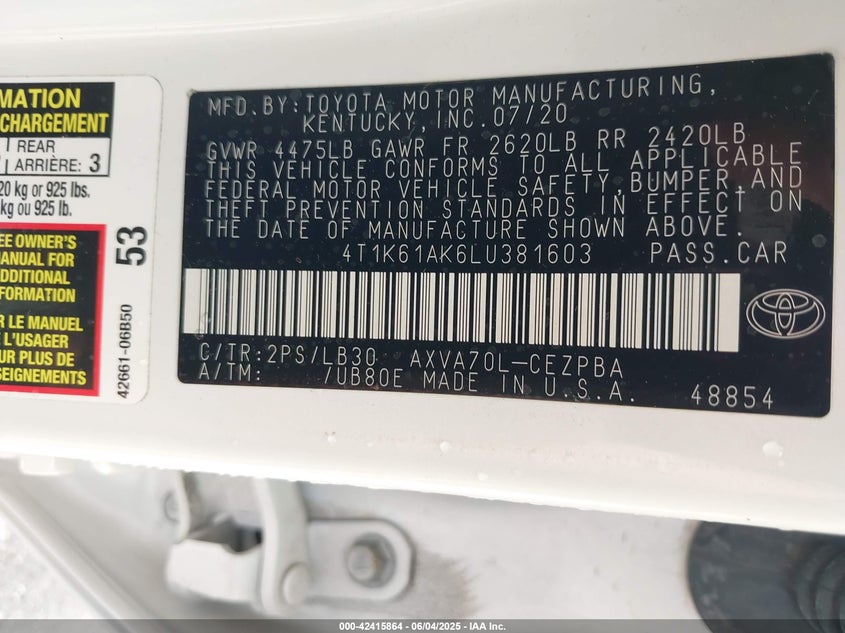 MATION
CHARGEMENT
REAR
ARRIÈRE: 3
20 kg or 925 lbs.
kg ou 925 lb.
EE OWNER'S
MANUAL FOR
ADDITIONAL
FORMATION
R LE MANUEL
L'USAGER
UR PLUS DE
SEIGNEMENTS
53
42661-06B50
MFD.BY:TOYOTA MOTOR MANUFACTURING,
KENTUCKY,INC.07/20
GVWR 4475LB GAWR FR 2620LB RR 2420LB
THIS VEHICLE CONFORMS TO ALL APPLICABLE
FEDERAL MOTOR VEHICLE SAFETY,BUMPER,AND
THEFT PREVENTION STANDARDS IN EFFECT ON
THE DATE OF MANUFACTURE SHOWN ABOVE.
4T1K61AK6LU381603 PASS.CAR
C/TR:2PS/LB30 AXVA70L-CEZPBA
A/TM: 7UB80E MADE IN U.S.A.
48854
000-42415864 | 06/04/2025 - IAA Inc.